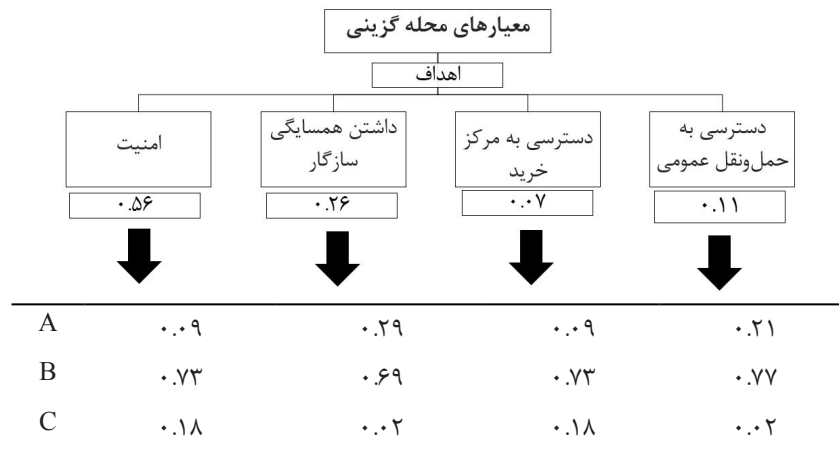 معیارهای محله گزینی
اهداف
دسترسی به
حمل‌ونقل عمومی
دسترسی به مرکز
خرید
داشتن همسایگی
سازگار
امنیت
۰.۱۱
۰.۰۷
۰.۲۶
۰.۵۶
A ۰.۰۹ ۰.۲۹ ۰.۰۹ ۰.۲۱
B ۰.۷۳ ۰.۶۹ ۰.۷۳ ۰.۷۷
C ۰.۱۸ ۰.۰۲ ۰.۱۸ ۰.۰۲